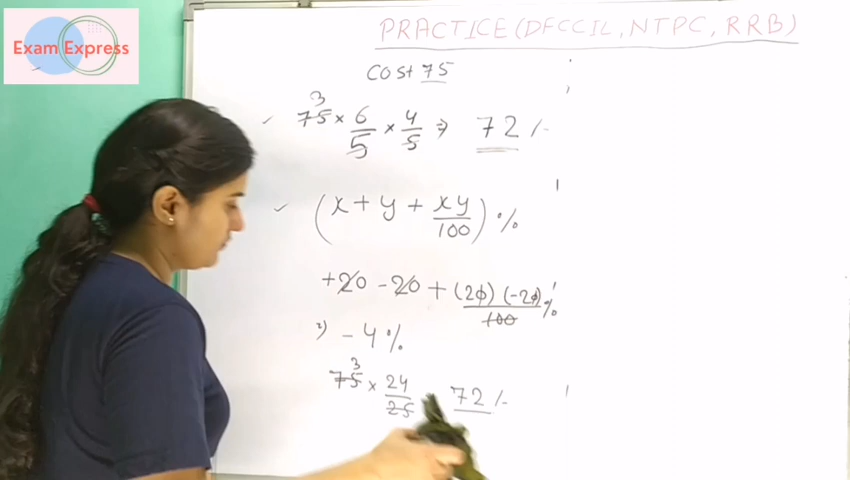 Exam Express
PRACTICE(DFCCIL, NTPC, RRB)
cost 75
3
75 × 6/5 × 4/5 ⇒ 72/-
(x + y + xy/100) %
+20 - 20 + (20)(-20)/100 %
⇒ - 4%
3
75 × 24/25 72/-